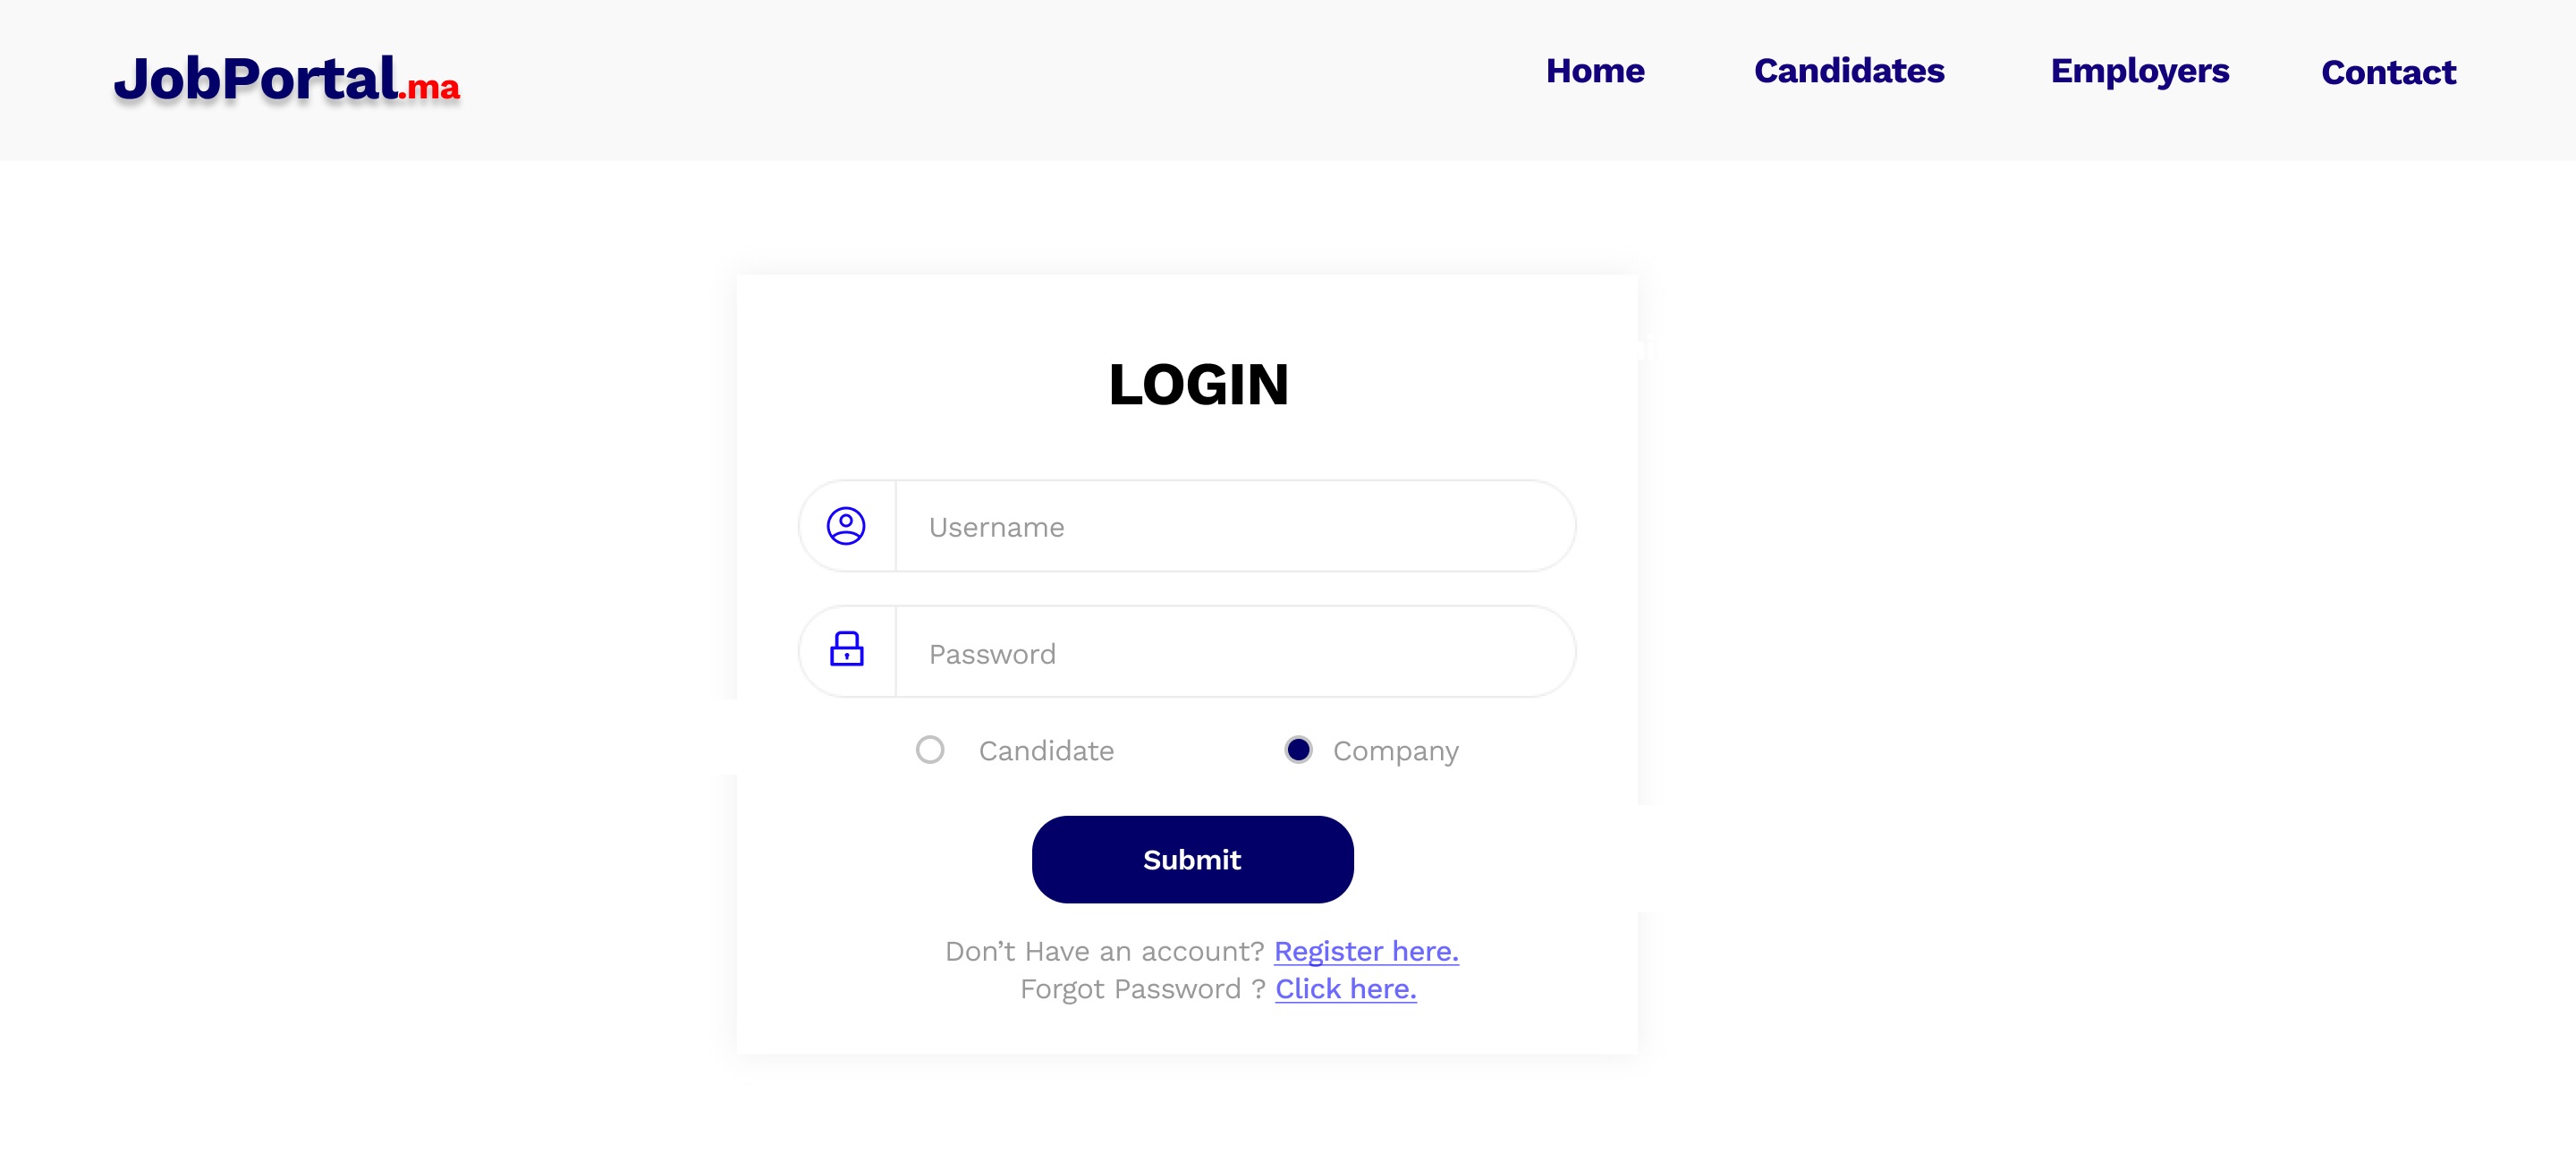 JobPortal.ma
Home Candidates Employers Contact
LOGIN
Username
Password
Candidate Company
Submit
Don’t Have an account? Register here.
Forgot Password ? Click here.